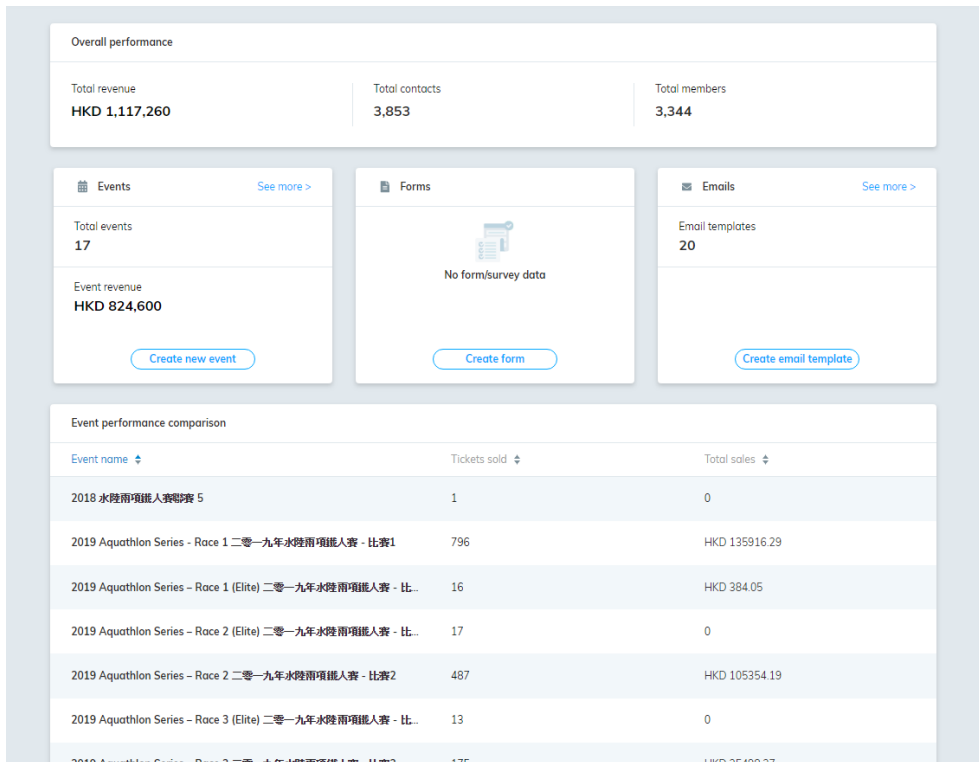 Overall performance
Total revenue
HKD 1,117,260
Total contacts
3,853
Total members
3,344
Events See more >
Total events
17
Event revenue
HKD 824,600
Create new event
Forms
No form/survey data
Create form
Emails See more >
Email templates
20
Create email template
Event performance comparison
Event name Tickets sold Total sales
2018 水陸兩項鐵人賽聯賽 5 1 0
2019 Aquathlon Series - Race 1 二零一九年水陸兩項鐵人賽 - 比賽1 796 HKD 135916.29
2019 Aquathlon Series – Race 1 (Elite) 二零一九年水陸兩項鐵人賽 - 比... 16 HKD 384.05
2019 Aquathlon Series – Race 2 (Elite) 二零一九年水陸兩項鐵人賽 - 比... 17 0
2019 Aquathlon Series – Race 2 二零一九年水陸兩項鐵人賽 - 比賽2 487 HKD 105354.19
2019 Aquathlon Series – Race 3 (Elite) 二零一九年水陸兩項鐵人賽 - 比... 13 0